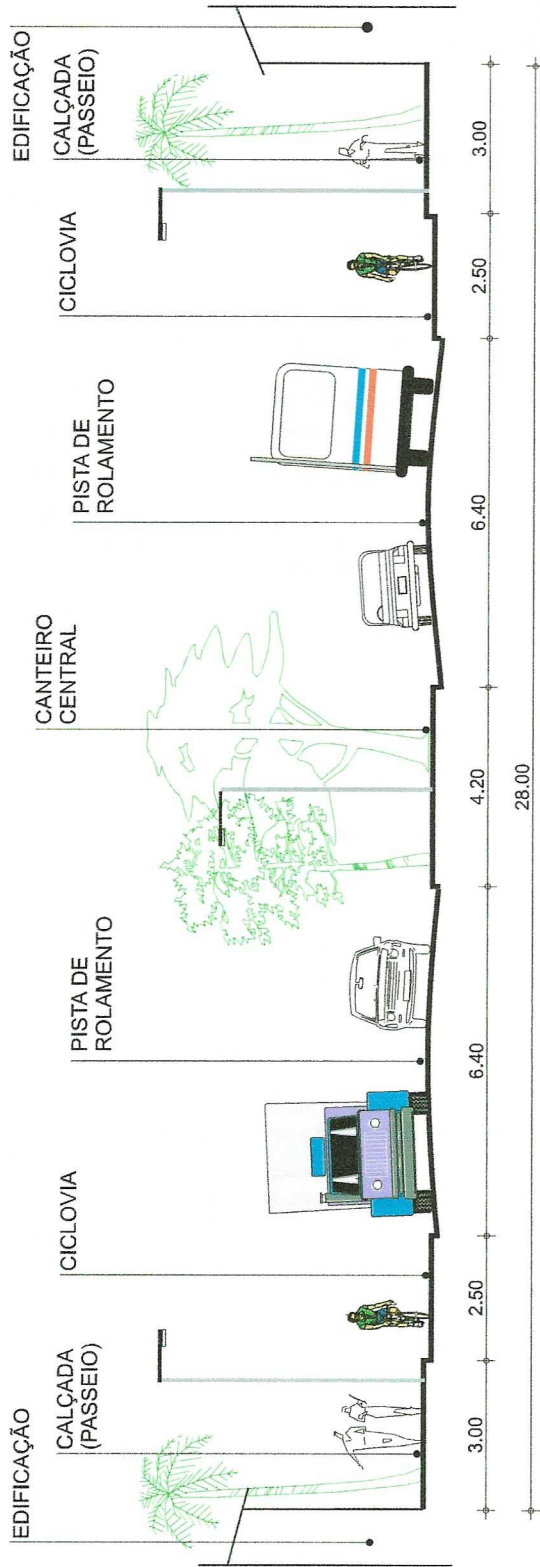 EDIFICAÇÃO
CALÇADA
(PASSEIO)
CICLOVIA
PISTA DE
ROLAMENTO
CANTEIRO
CENTRAL
PISTA DE
ROLAMENTO
CICLOVIA
CALÇADA
(PASSEIO)
EDIFICAÇÃO
3.00
2.50
6.40
4.20
6.40
2.50
3.00
28.00